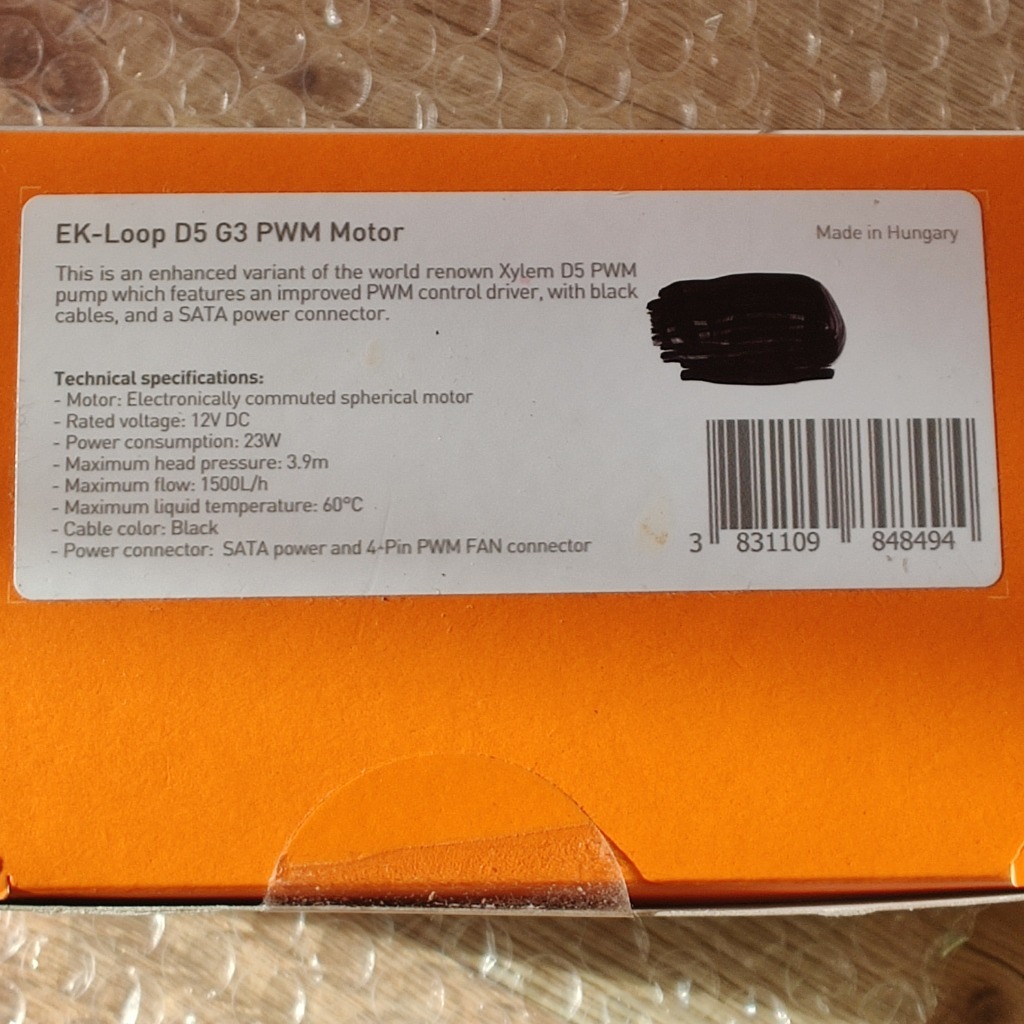 EK-Loop D5 G3 PWM Motor
Made in Hungary
This is an enhanced variant of the world renown Xylem D5 PWM
pump which features an improved PWM control driver, with black
cables, and a SATA power connector.
Technical specifications:
- Motor: Electronically commuted spherical motor
- Rated voltage: 12V DC
- Power consumption: 23W
- Maximum head pressure: 3.9m
- Maximum flow: 1500L/h
- Maximum liquid temperature: 60°C
- Cable color: Black
- Power connector: SATA power and 4-Pin PWM FAN connector
3 831109 848494